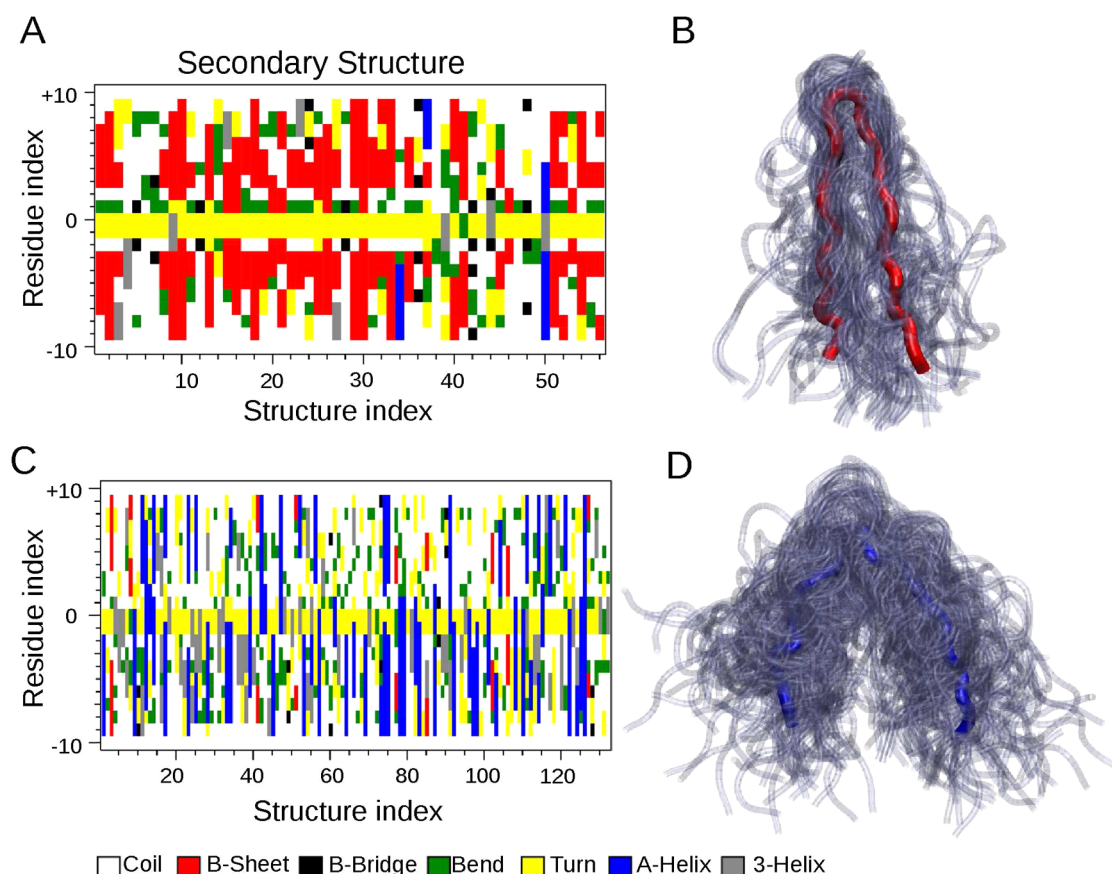 A
B
Secondary Structure
+10
0
-10
Residue index
10 20 30 40 50
Structure index
C
D
+10
0
-10
Residue index
20 40 60 80 100 120
Structure index
Coil B-Sheet B-Bridge Bend Turn A-Helix 3-Helix